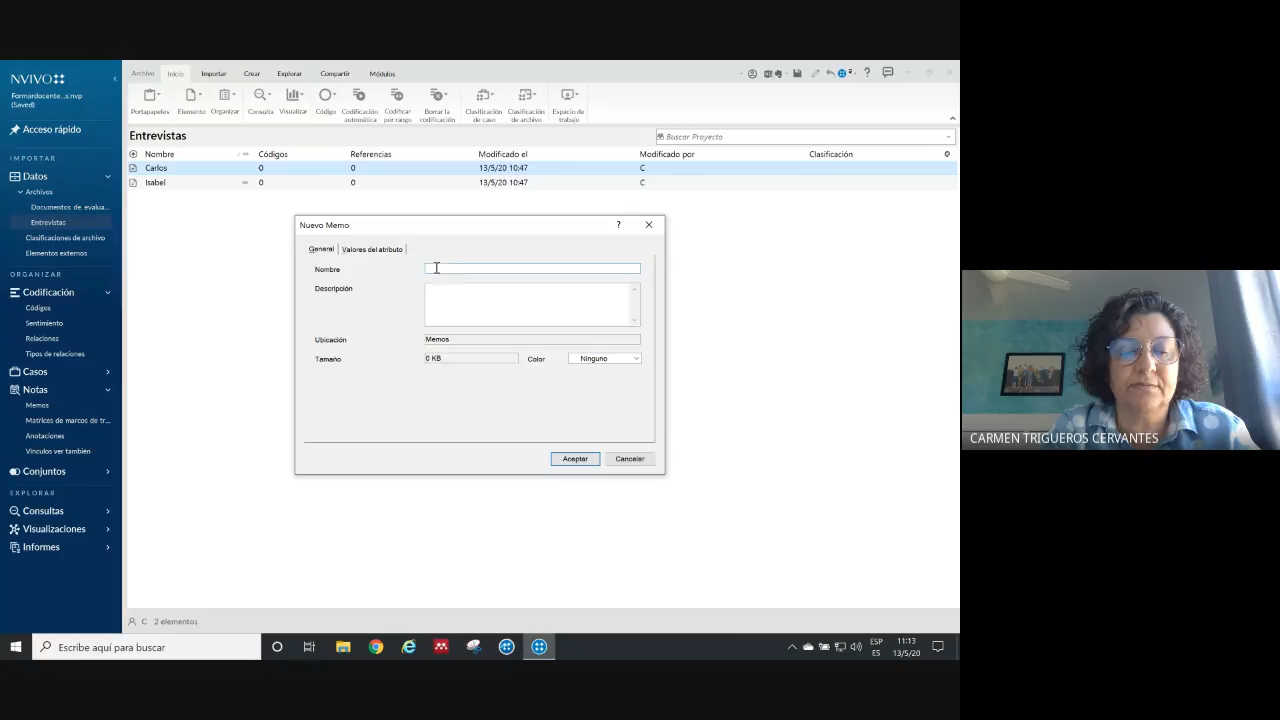 NVIVO
Formardocente...s.nvp
(Saved)
Acceso rápido
IMPORTAR
Datos
Archivos
Documentos de evalua...
Entrevistas
Clasificaciones de archivo
Elementos externos
ORGANIZAR
Codificación
Códigos
Sentimiento
Relaciones
Tipos de relaciones
Casos
Notas
Memos
Matrices de marcos de tr...
Anotaciones
Vínculos ver también
Conjuntos
EXPLORAR
Consultas
Visualizaciones
Informes
Archivo Inicio Importar Crear Explorar Compartir Módulos
Portapapeles Elemento Organizar Consulta Visualizar Código Codificación automática Codificar por rango Borrar la codificación Clasificación de caso Clasificación de archivo Espacio de trabajo
Entrevistas
Buscar Proyecto
Nombre Códigos Referencias Modificado el Modificado por Clasificación
Carlos 0 0 13/5/20 10:47 C
Isabel 0 0 13/5/20 10:47 C
Nuevo Memo ?
General Valores del atributo
Nombre
Descripción
Ubicación Memos
Tamaño 0 KB Color Ninguno
Aceptar Cancelar
C 2 elementos
Escribe aquí para buscar
ESP
ES
11:13
13/5/20
CARMEN TRIGUEROS CERVANTES